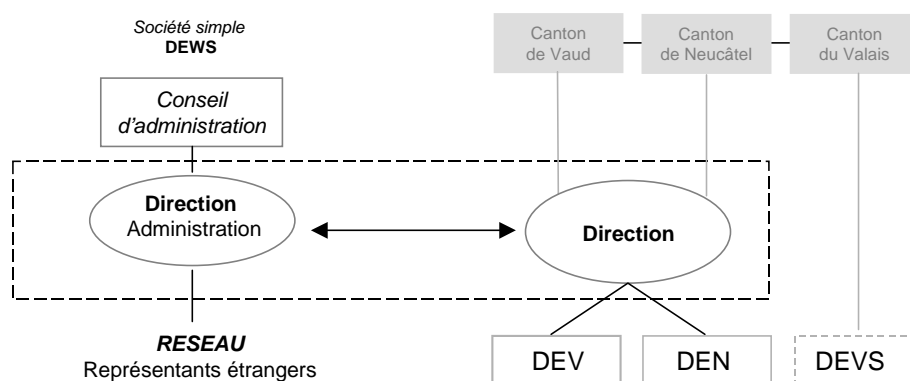 Société simple
DEWS
Canton
de Vaud
Canton
de Neucâtel
Canton
du Valais
Conseil
d'administration
Direction
Administration
Direction
RESEAU
Représentants étrangers
DEV
DEN
DEVS